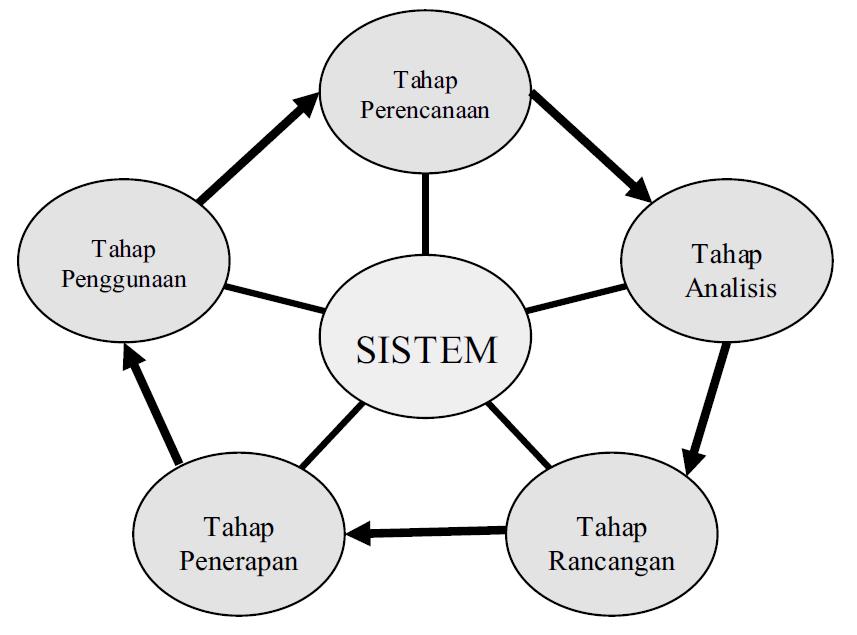 Tahap
Perencanaan
Tahap
Analisis
Tahap
Rancangan
Tahap
Penerapan
Tahap
Penggunaan
SISTEM